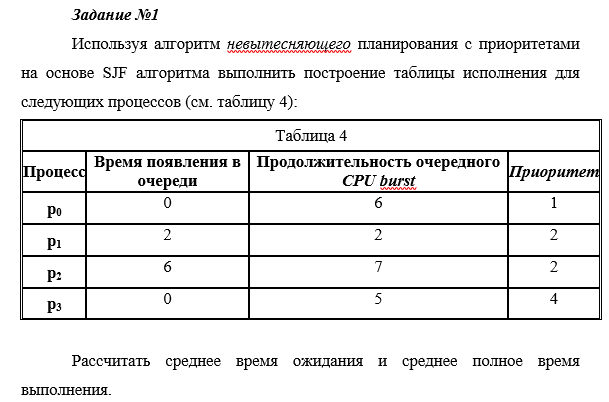 Задание №1
Используя алгоритм невытесняющего планирования с приоритетами
на основе SJF алгоритма выполнить построение таблицы исполнения для
следующих процессов (см. таблицу 4):
Таблица 4
Процесс Время появления в очереди Продолжительность очередного CPU burst Приоритет
p₀ 0 6 1
p₁ 2 2 2
p₂ 6 7 2
p₃ 0 5 4
Рассчитать среднее время ожидания и среднее полное время
выполнения.